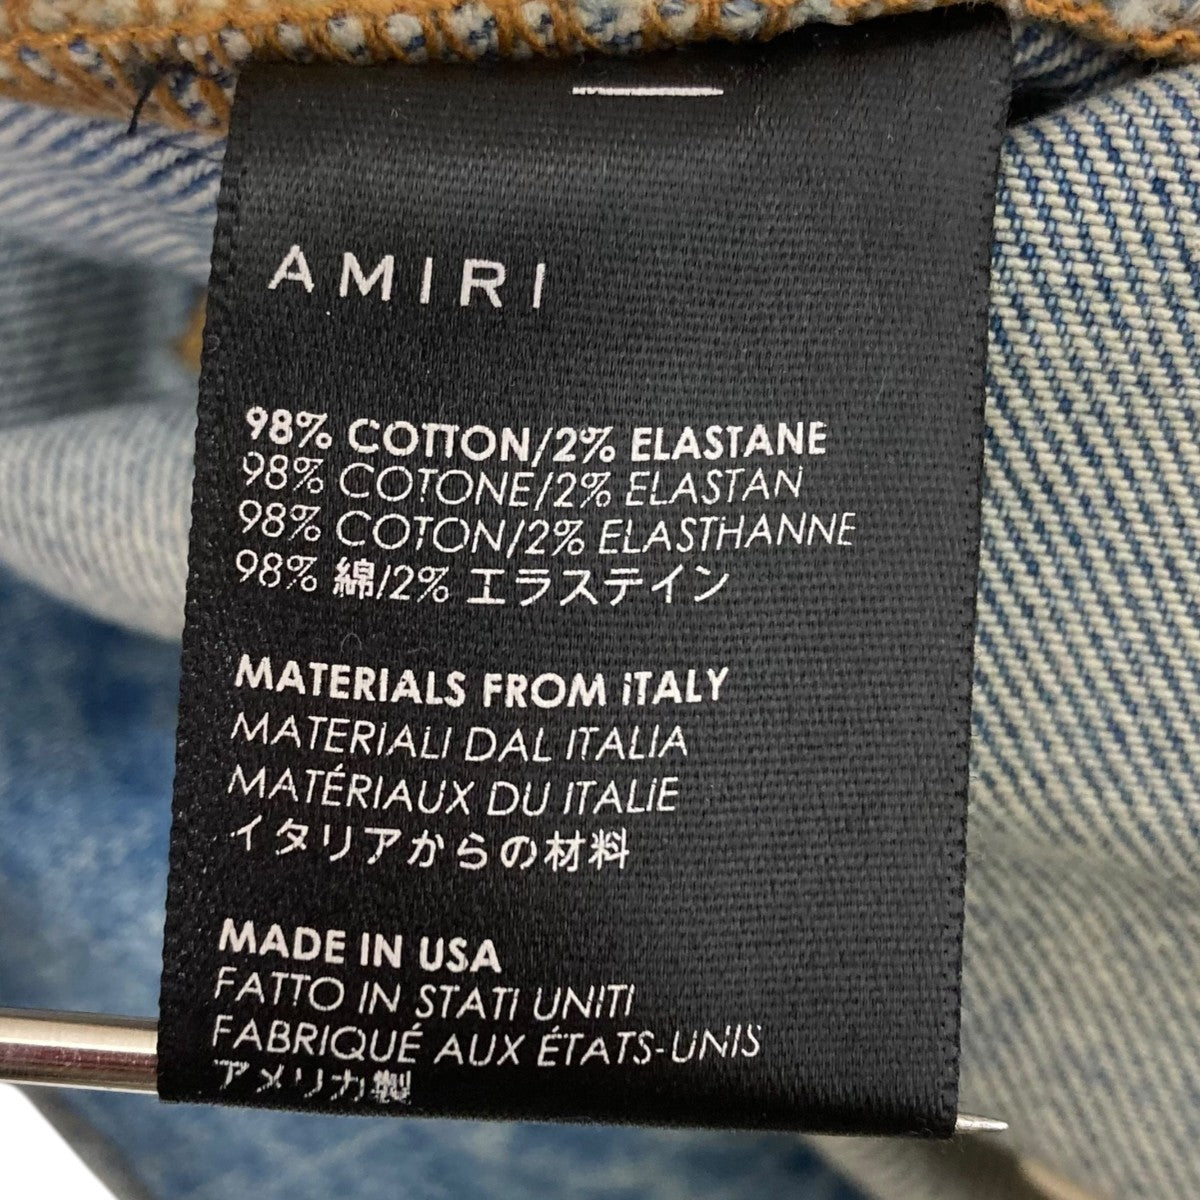 AMIRI
98% COTTON/2% ELASTANE
98% COTONE/2% ELASTAN
98% COTON/2% ELASTHANNE
98% 綿/2% エラステイン
MATERIALS FROM iTALY
MATERIALI DAL ITALIA
MATÉRIAUX DU ITALIE
イタリアからの材料
MADE IN USA
FATTO IN STATI UNITI
FABRIQUÉ AUX ÉTATS-UNIS
アメリカ製